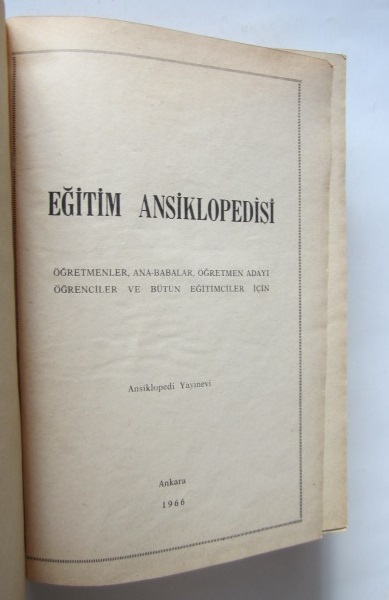 EĞİTİM ANSİKLOPEDİSİ
ÖĞRETMENLER, ANA-BABALAR, ÖĞRETMEN ADAYI
ÖĞRENCİLER VE BÜTÜN EĞİTİMCİLER İÇİN
Ansiklopedi Yayınevi
Ankara
1966